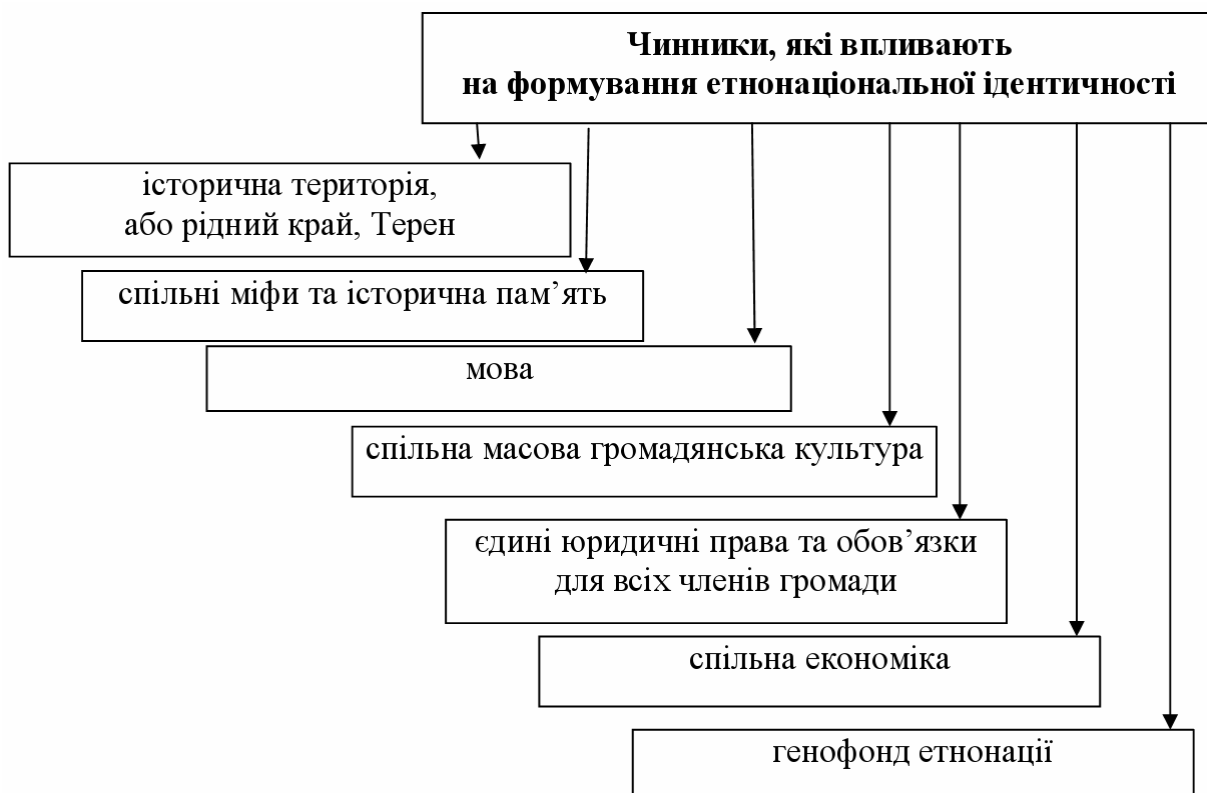 Чинники, які впливають
на формування етнонаціональної ідентичності
історична територія,
або рідний край, Терен
спільні міфи та історична пам’ять
мова
спільна масова громадянська культура
єдині юридичні права та обов’язки
для всіх членів громади
спільна економіка
генофонд етнонації